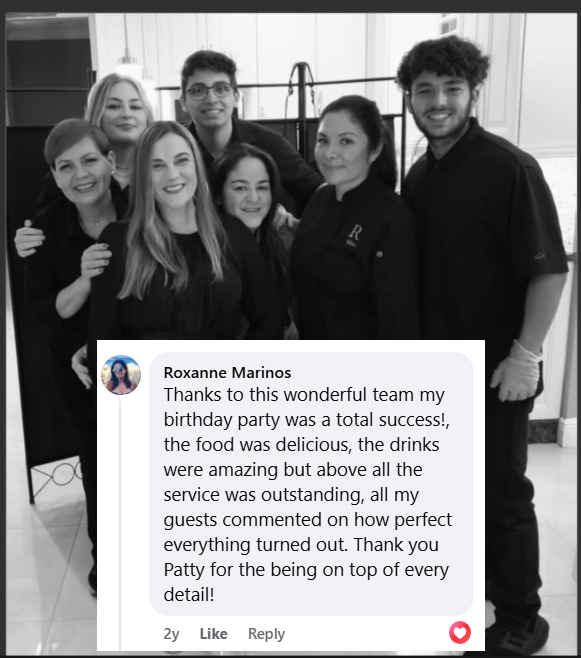 R
Roxanne Marinos
Thanks to this wonderful team my
birthday party was a total success!,
the food was delicious, the drinks
were amazing but above all the
service was outstanding, all my
guests commented on how perfect
everything turned out. Thank you
Patty for the being on top of every
detail!
2y Like Reply